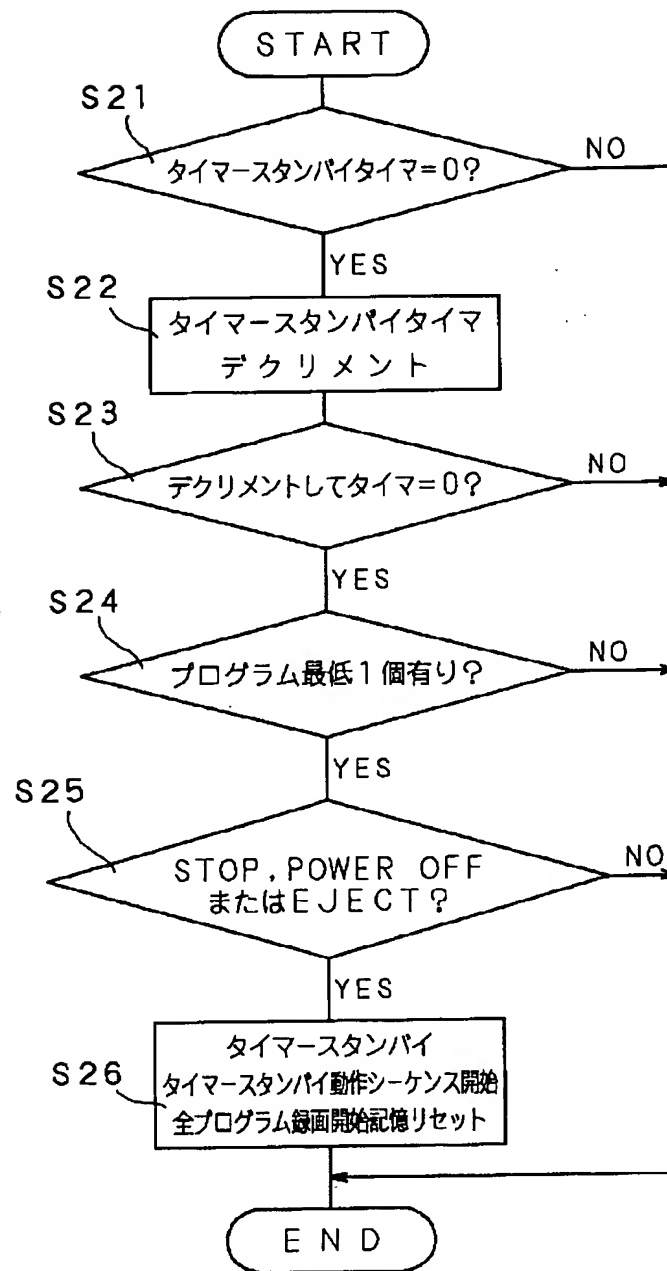 START
S21
タイマースタンバイタイマ=0?
NO
YES
S22
タイマースタンバイタイマ
デクリメント
S23
デクリメントしてタイマ=0?
NO
YES
S24
プログラム最低1個有り?
NO
YES
S25
STOP,POWER OFF
またはEJECT?
NO
YES
S26
タイマースタンバイ
タイマースタンバイ動作シーケンス開始
全プログラム録画開始記憶リセット
END